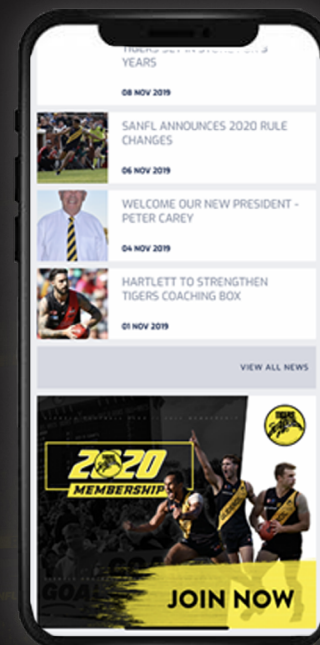 YEARS
08 NOV 2019
SANFL ANNOUNCES 2020 RULE
CHANGES
06 NOV 2019
WELCOME OUR NEW PRESIDENT -
PETER CAREY
04 NOV 2019
HARTLETT TO STRENGTHEN
TIGERS COACHING BOX
01 NOV 2019
VIEW ALL NEWS
TIGERS
2020
MEMBERSHIP
JOIN NOW